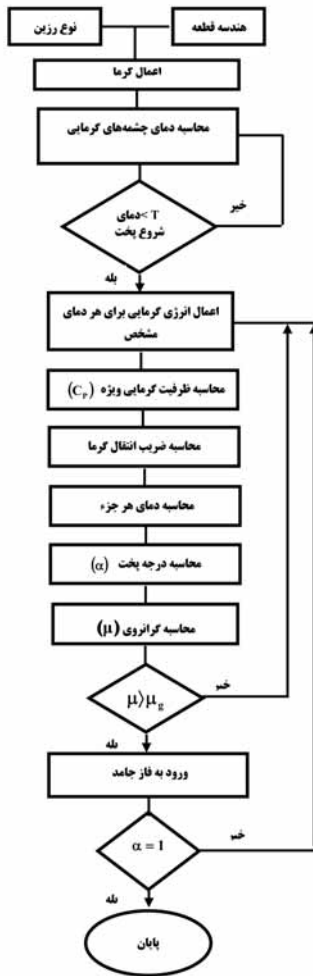 هندسه قطعه
نوع رزین
اعمال گرما
محاسبه دمای چشمه‌های گرمایی
T <دمای
شروع پخت
خیر
بله
اعمال انرژی گرمایی برای هر دمای
مشخص
محاسبه ظرفیت گرمایی ویژه (C_P)
محاسبه ضریب انتقال گرما
محاسبه دمای هر جزء
محاسبه درجه پخت (α)
محاسبه گرانروی (μ)
μ⟩μ_g
خیر
بله
ورود به فاز جامد
α = 1
خیر
بله
پایان